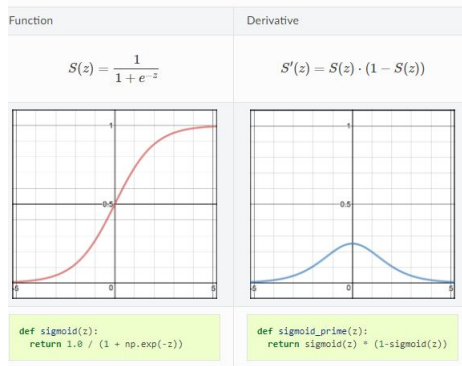 Function
Derivative
S(z) = 1 / (1 + e^{-z})
S′(z) = S(z) · (1 − S(z))
1
0.5
-5
0
5
1
0.5
-5
0
5
def sigmoid(z):
return 1.0 / (1 + np.exp(-z))
def sigmoid_prime(z):
return sigmoid(z) * (1-sigmoid(z))